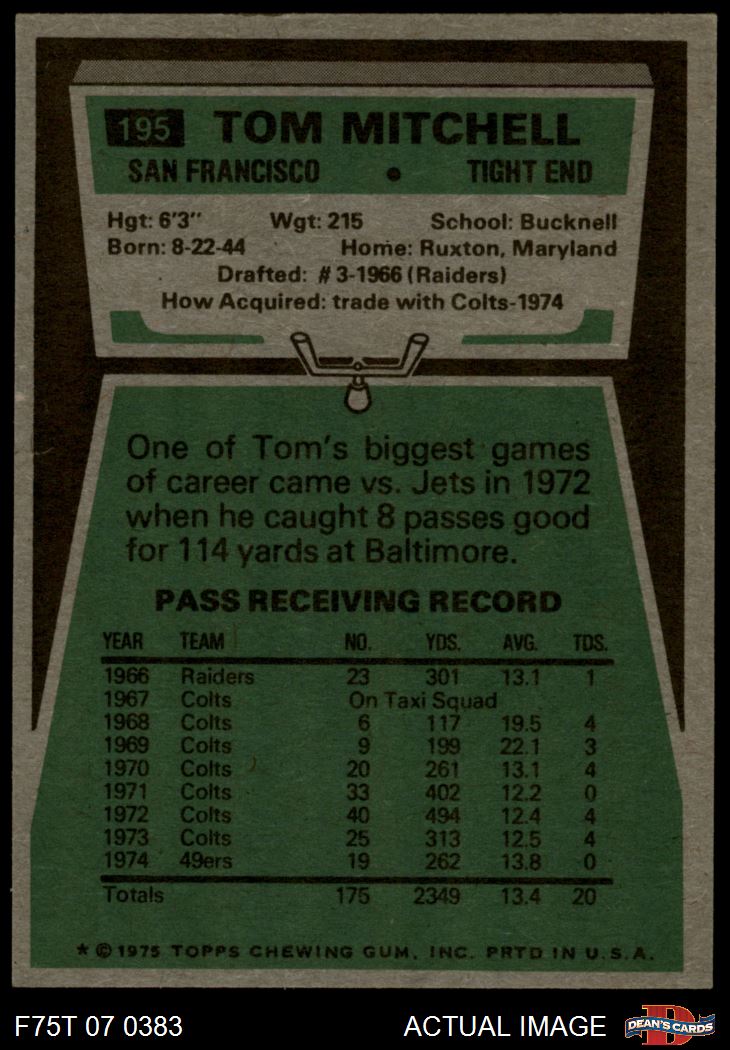 195 TOM MITCHELL
SAN FRANCISCO • TIGHT END
Hgt: 6'3" Wgt: 215 School: Bucknell
Born: 8-22-44 Home: Ruxton, Maryland
Drafted: #3-1966 (Raiders)
How Acquired: trade with Colts-1974
One of Tom's biggest games
of career came vs. Jets in 1972
when he caught 8 passes good
for 114 yards at Baltimore.
PASS RECEIVING RECORD
YEAR TEAM NO. YDS. AVG. TDS.
1966 Raiders 23 301 13.1 1
1967 Colts On Taxi Squad
1968 Colts 6 117 19.5 4
1969 Colts 9 199 22.1 3
1970 Colts 20 261 13.1 4
1971 Colts 33 402 12.2 0
1972 Colts 40 494 12.4 4
1973 Colts 25 313 12.5 4
1974 49ers 19 262 13.8 0
Totals 175 2349 13.4 20
* © 1975 TOPPS CHEWING GUM, INC. PRTD IN U.S.A.
F75T 07 0383 ACTUAL IMAGE D DEAN'S CARDS